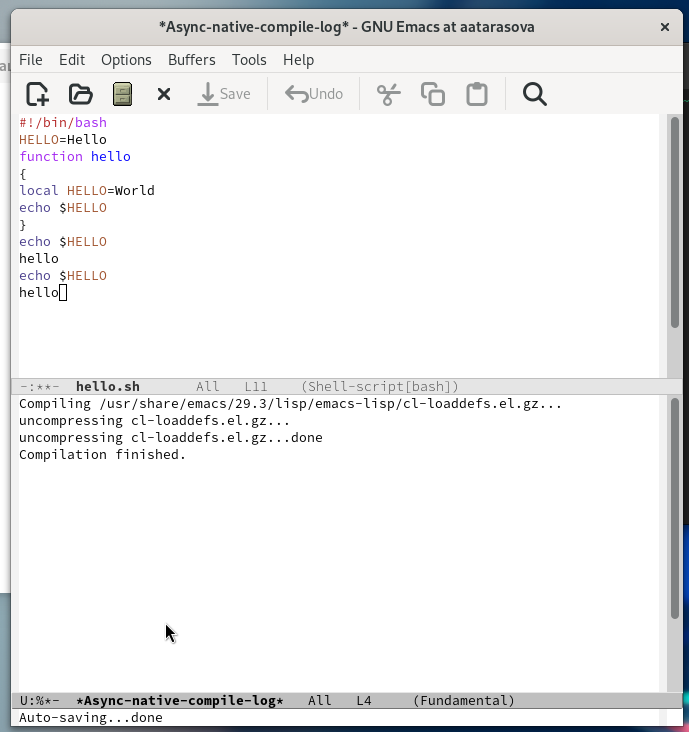 *Async-native-compile-log* - GNU Emacs at aatarasova
File Edit Options Buffers Tools Help
Save Undo
#!/bin/bash
HELLO=Hello
function hello
{
local HELLO=World
echo $HELLO
}
echo $HELLO
hello
echo $HELLO
hello
-:**- hello.sh All L11 (Shell-script[bash])
Compiling /usr/share/emacs/29.3/lisp/emacs-lisp/cl-loaddefs.el.gz...
uncompressing cl-loaddefs.el.gz...
uncompressing cl-loaddefs.el.gz...done
Compilation finished.
U:%*- *Async-native-compile-log* All L4 (Fundamental)
Auto-saving...done